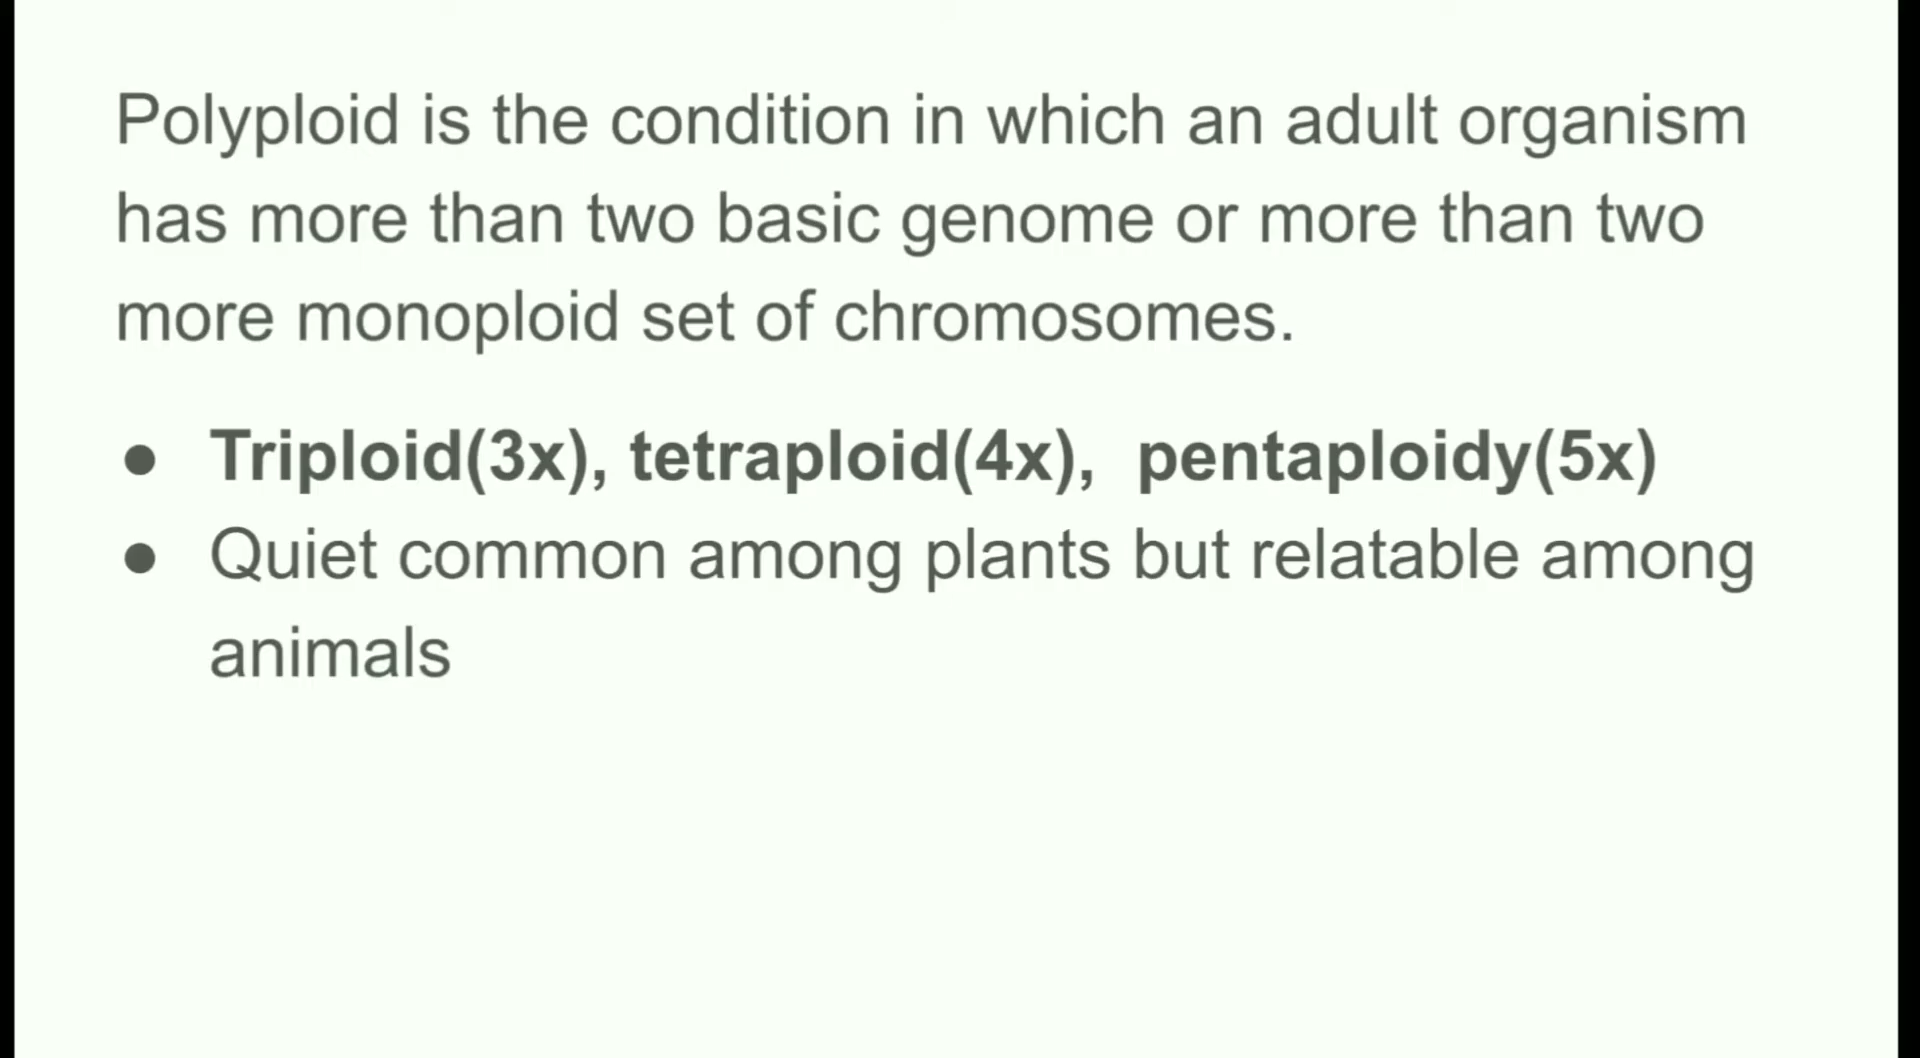 Polyploid is the condition in which an adult organism
has more than two basic genome or more than two
more monoploid set of chromosomes.
● Triploid(3x), tetraploid(4x), pentaploidy(5x)
● Quiet common among plants but relatable among
animals